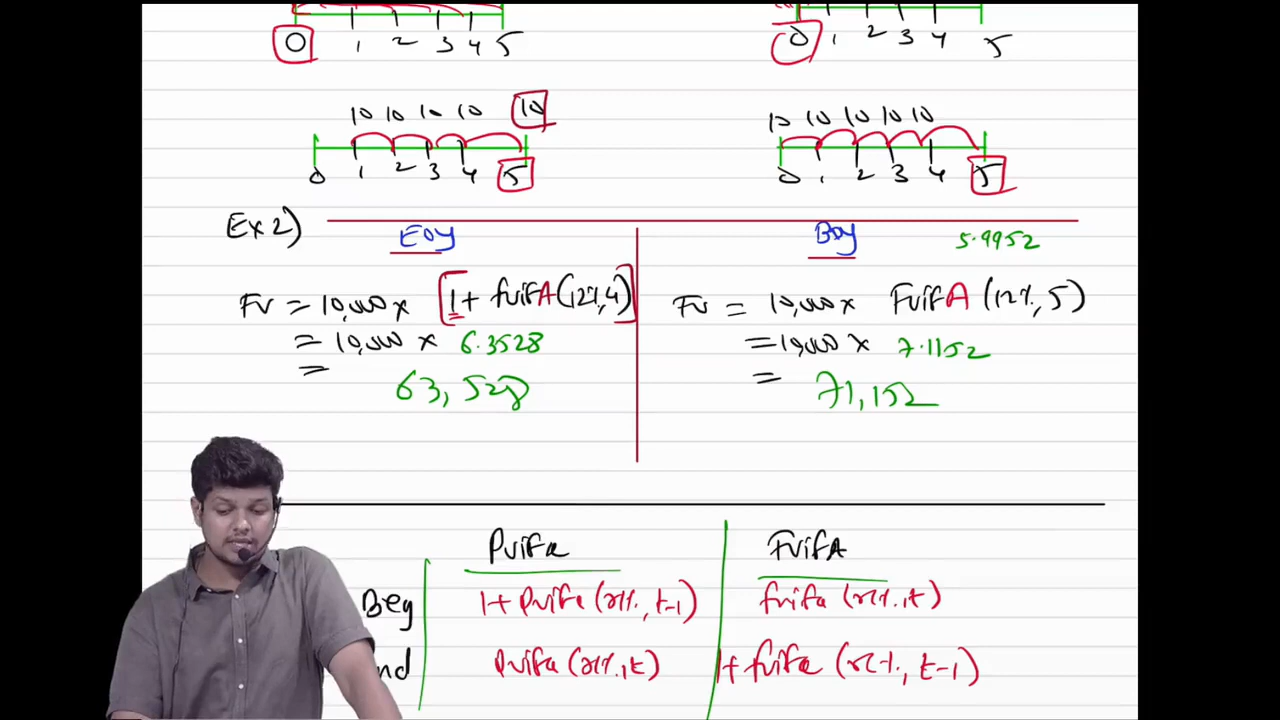 0 1 2 3 4 5
0 1 2 3 4 5
10 10 10 10 10
0 1 2 3 4 5
10 10 10 10 10
0 1 2 3 4 5
Ex 2)
EOY
FV = 10,000 x [1+ fvifA(12%,4)]
= 10,000 x 6.3528
= 63,528
BOY
5.9952
FV = 10,000 x FvifA (12%, 5)
= 10,000 x 7.1152
= 71,152
Pvifa FvifA
Beg 1+ Pvifa (r%, t-1) fvifa (r%, t)
nd Pvifa (r%, t) 1+ fvifa (r%, t-1)